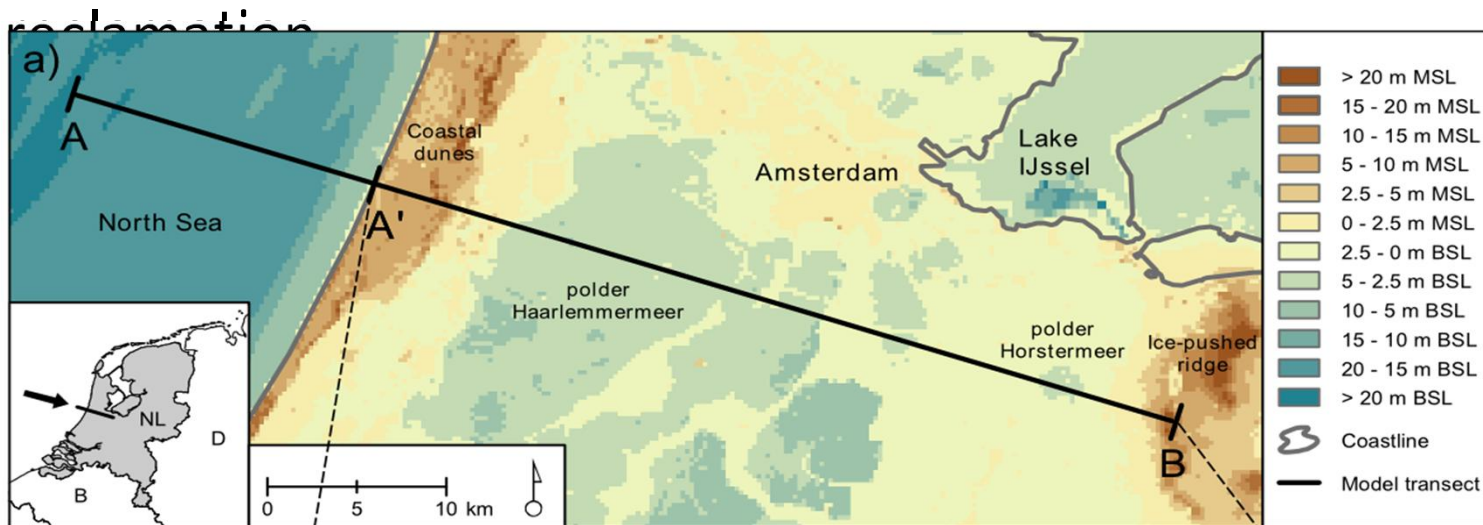 reclamation
a)
A
North Sea
Coastal
dunes
A'
polder
Haarlemmermeer
Amsterdam
Lake
IJssel
polder
Horstermeer
Ice-pushed
ridge
B
NL
D
B
0 5 10 km
> 20 m MSL
15 - 20 m MSL
10 - 15 m MSL
5 - 10 m MSL
2.5 - 5 m MSL
0 - 2.5 m MSL
2.5 - 0 m BSL
5 - 2.5 m BSL
10 - 5 m BSL
15 - 10 m BSL
20 - 15 m BSL
> 20 m BSL
Coastline
Model transect